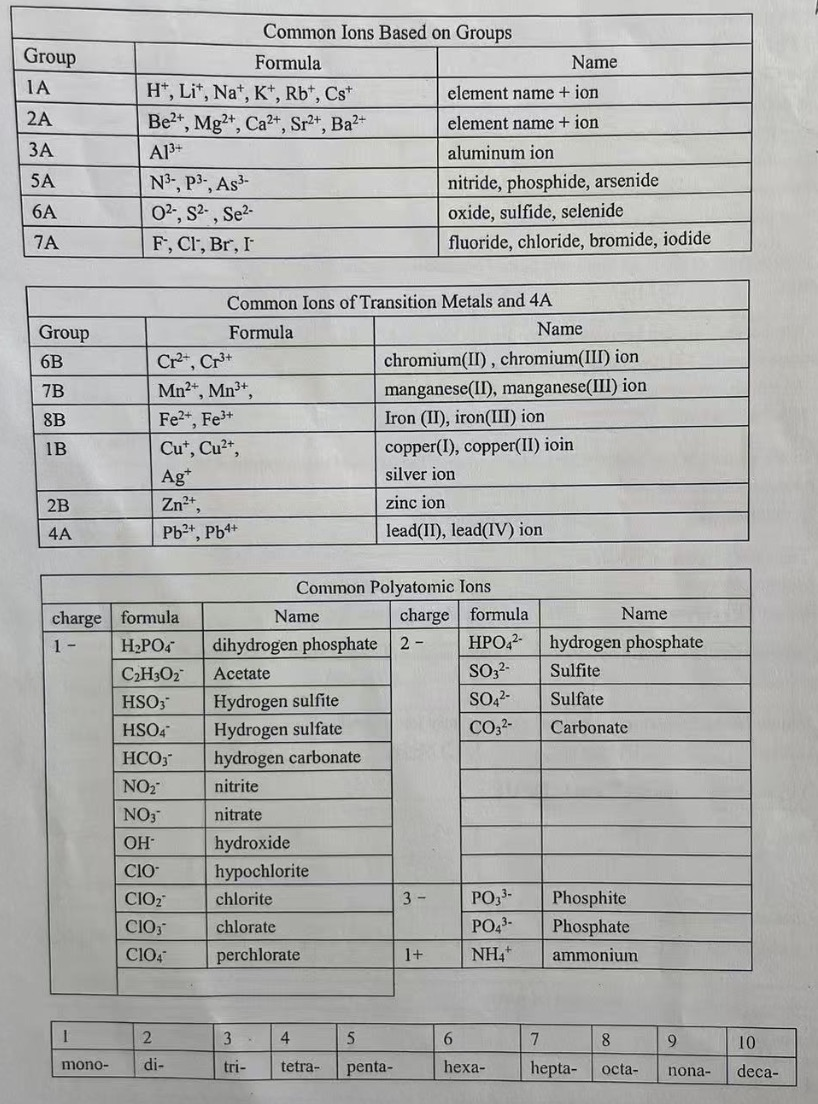 Common Ions Based on Groups
Group Formula Name
1A H⁺, Li⁺, Na⁺, K⁺, Rb⁺, Cs⁺ element name + ion
2A Be²⁺, Mg²⁺, Ca²⁺, Sr²⁺, Ba²⁺ element name + ion
3A Al³⁺ aluminum ion
5A N³⁻, P³⁻, As³⁻ nitride, phosphide, arsenide
6A O²⁻, S²⁻ , Se²⁻ oxide, sulfide, selenide
7A F⁻, Cl⁻, Br⁻, I⁻ fluoride, chloride, bromide, iodide
Common Ions of Transition Metals and 4A
Group Formula Name
6B Cr²⁺, Cr³⁺ chromium(II) , chromium(III) ion
7B Mn²⁺, Mn³⁺, manganese(II), manganese(III) ion
8B Fe²⁺, Fe³⁺ Iron (II), iron(III) ion
1B Cu⁺, Cu²⁺, copper(I), copper(II) ioin
Ag⁺ silver ion
2B Zn²⁺, zinc ion
4A Pb²⁺, Pb⁴⁺ lead(II), lead(IV) ion
Common Polyatomic Ions
charge formula Name charge formula Name
1 - H₂PO₄⁻ dihydrogen phosphate 2 - HPO₄²⁻ hydrogen phosphate
C₂H₃O₂⁻ Acetate SO₃²⁻ Sulfite
HSO₃⁻ Hydrogen sulfite SO₄²⁻ Sulfate
HSO₄⁻ Hydrogen sulfate CO₃²⁻ Carbonate
HCO₃⁻ hydrogen carbonate
NO₂⁻ nitrite
NO₃⁻ nitrate
OH⁻ hydroxide
ClO⁻ hypochlorite
ClO₂⁻ chlorite 3 - PO₃³⁻ Phosphite
ClO₃⁻ chlorate PO₄³⁻ Phosphate
ClO₄⁻ perchlorate 1+ NH₄⁺ ammonium
1 2 3 4 5 6 7 8 9 10
mono- di- tri- tetra- penta- hexa- hepta- octa- nona- deca-